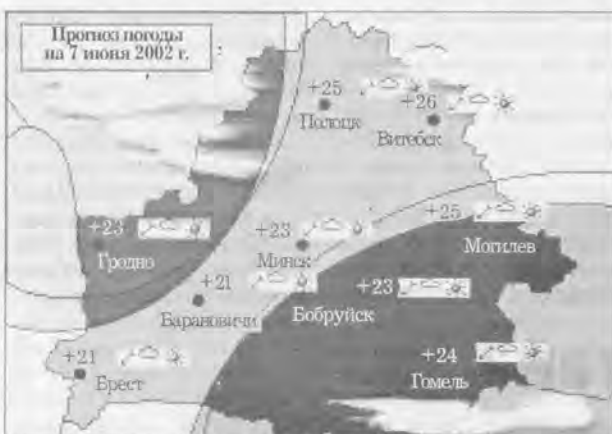 Прогноз погоды
на 7 июня 2002 г.
+25
Полоцк
+26
Витебск
+23
Гродно
+23
Минск
+25
Могилев
+21
Барановичи
+23
Бобруйск
+21
Брест
+24
Гомель